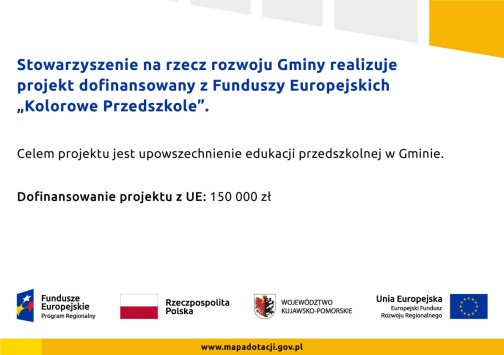 Stowarzyszenie na rzecz rozwoju Gminy realizuje
projekt dofinansowany z Funduszy Europejskich
„Kolorowe Przedszkole”.
Celem projektu jest upowszechnienie edukacji przedszkolnej w Gminie.
Dofinansowanie projektu z UE: 150 000 zł
Fundusze
Europejskie
Program Regionalny
Rzeczpospolita
Polska
WOJEWÓDZTWO
KUJAWSKO-POMORSKIE
Unia Europejska
Europejski Fundusz
Rozwoju Regionalnego
www.mapadotacji.gov.pl